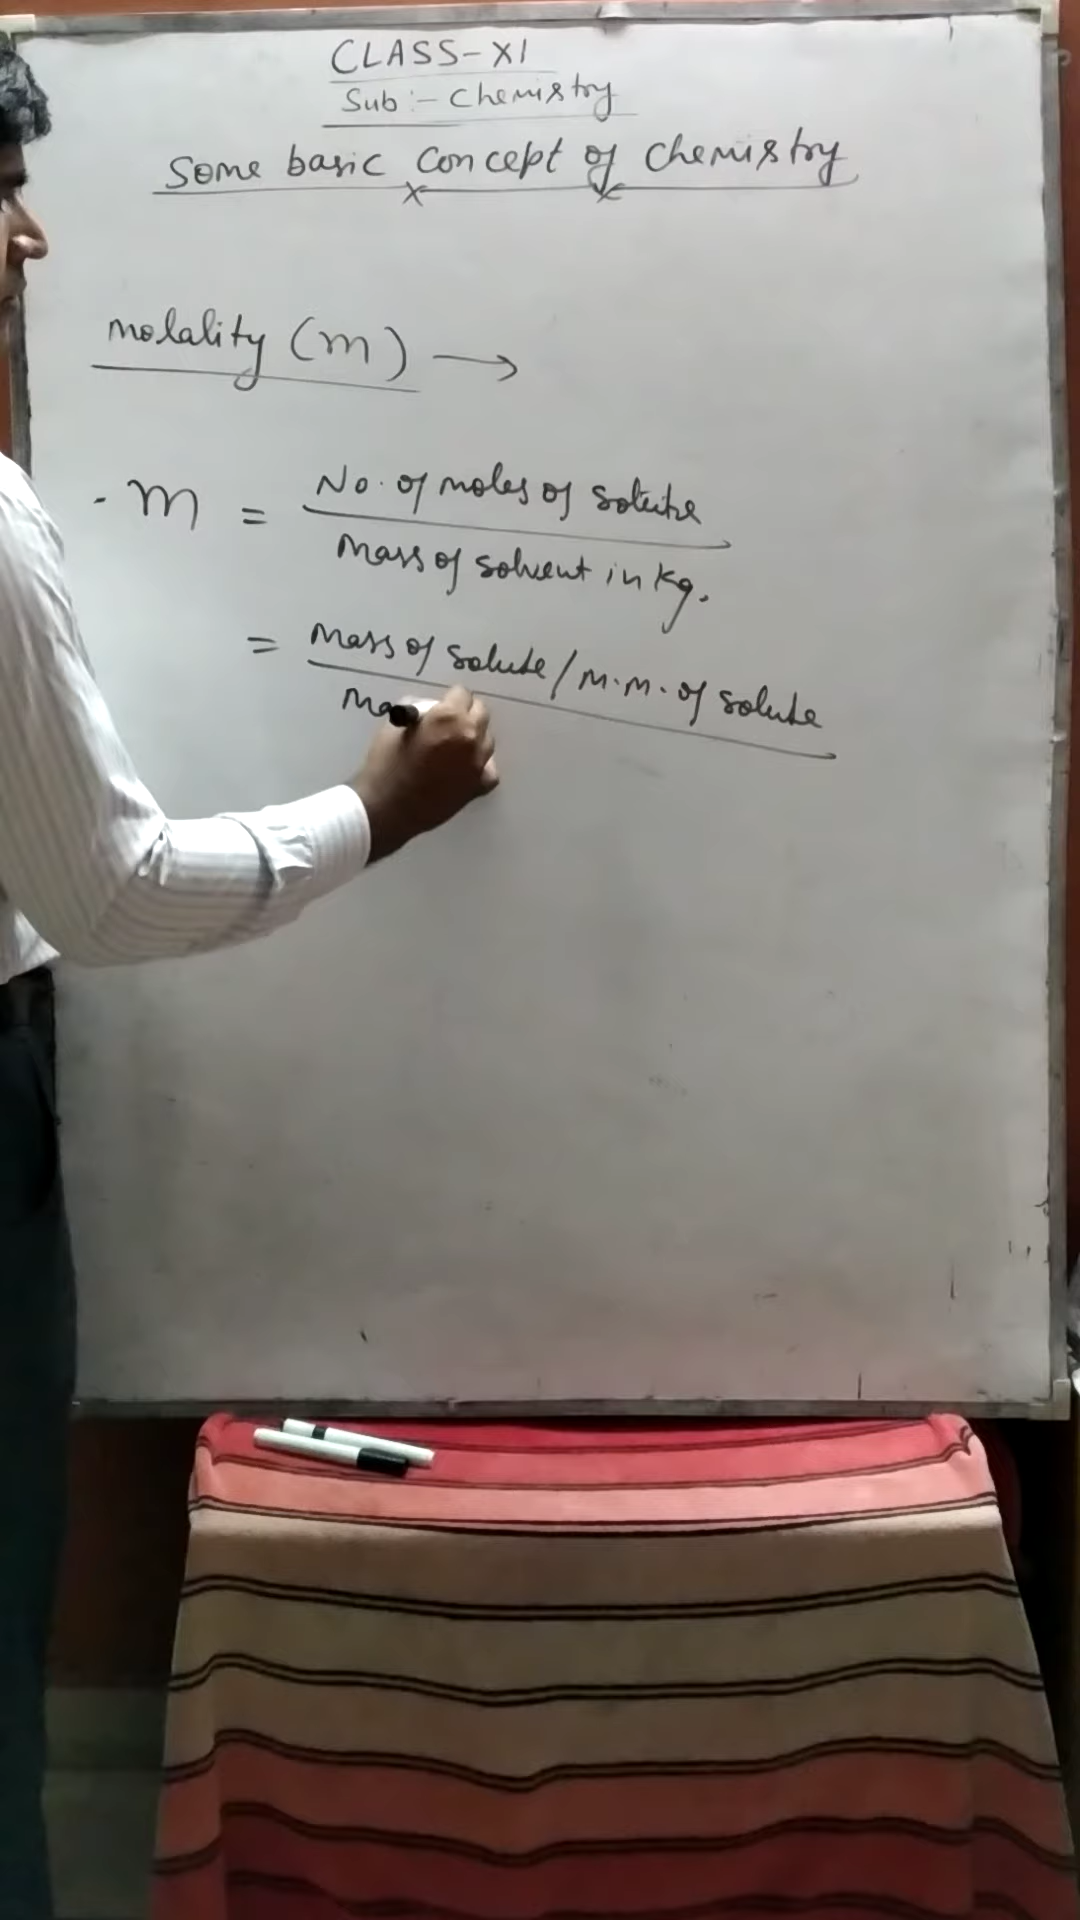 CLASS-XI
Sub:- Chemistry
Some basic concept of chemistry
molality (m) →
m = No. of moles of solute
mass of solvent in kg.
= mass of solute / M.M. of solute
Ma